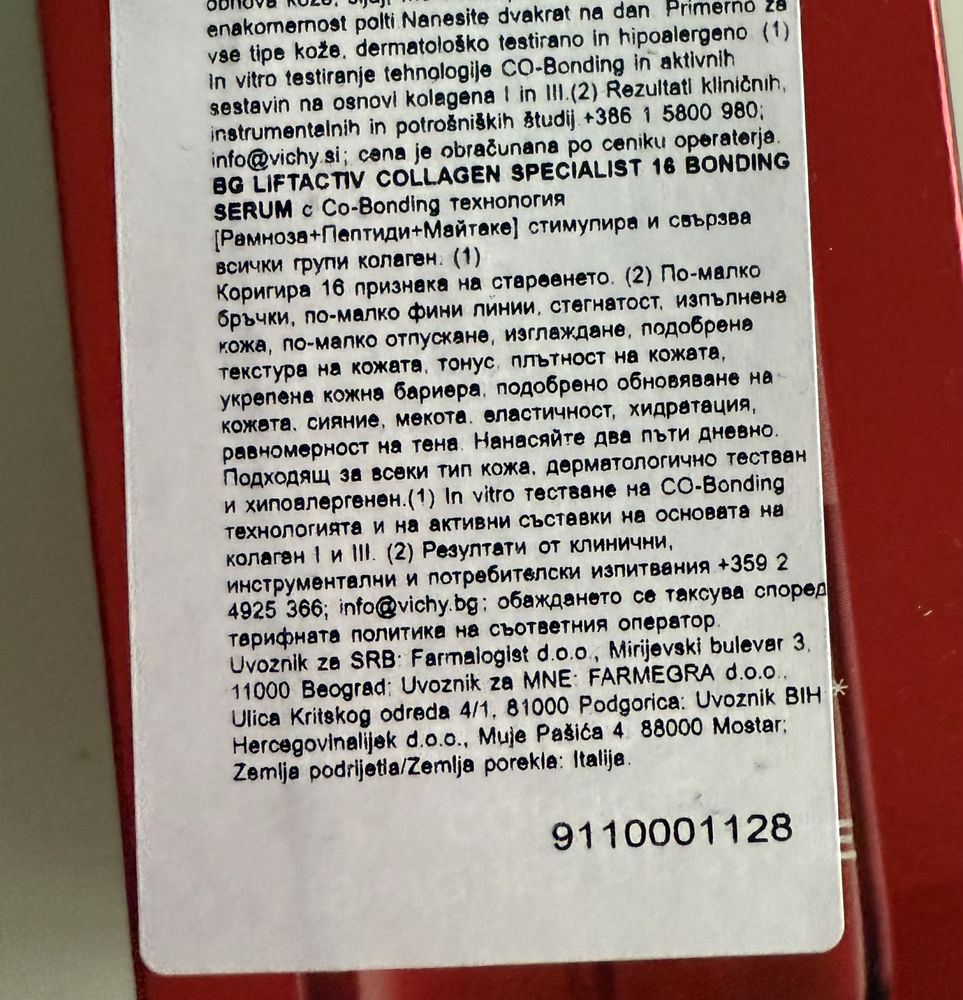 obnova kože, sijaj,
enakomernost polti.Nanesite dvakrat na dan. Primerno za
vse tipe kože, dermatološko testirano in hipoalergeno. (1)
In vitro testiranje tehnologije CO-Bonding in aktivnih
sestavin na osnovi kolagena I in III.(2) Rezultati kliničnih,
instrumentalnih in potrošniških študij.+386 1 5800 980;
info@vichy.si; cena je obračunana po ceniku operaterja.
BG LIFTACTIV COLLAGEN SPECIALIST 16 BONDING
SERUM с Co-Bonding технология
[Рамноза+Пептиди+Майтаке] стимулира и свързва
всички групи колаген. (1)
Коригира 16 признака на стареенето. (2) По-малко
бръчки, по-малко фини линии, стегнатост, изпълнена
кожа, по-малко отпускане, изглаждане, подобрена
текстура на кожата, тонус, плътност на кожата,
укрепена кожна бариера, подобрено обновяване на
кожата, сияние, мекота, еластичност, хидратация,
равномерност на тена. Нанасяйте два пъти дневно.
Подходящ за всеки тип кожа, дерматологично тестван
и хипоалергенен.(1) In vitro тестване на CO-Bonding
технологията и на активни съставки на основата на
колаген I и III. (2) Резултати от клинични,
инструментални и потребителски изпитвания +359 2
4925 366; info@vichy.bg; обаждането се таксува според
тарифната политика на съответния оператор.
Uvoznik za SRB: Farmalogist d.o.o., Mirijevski bulevar 3,
11000 Beograd; Uvoznik za MNE: FARMEGRA d.o.o.,
Ulica Kritskog odreda 4/1, 81000 Podgorica; Uvoznik BIH
Hercegovinalijek d.o.o., Muje Pašića 4, 88000 Mostar;
Zemlja podrijetla/Zemlja porekla: Italija.
9110001128